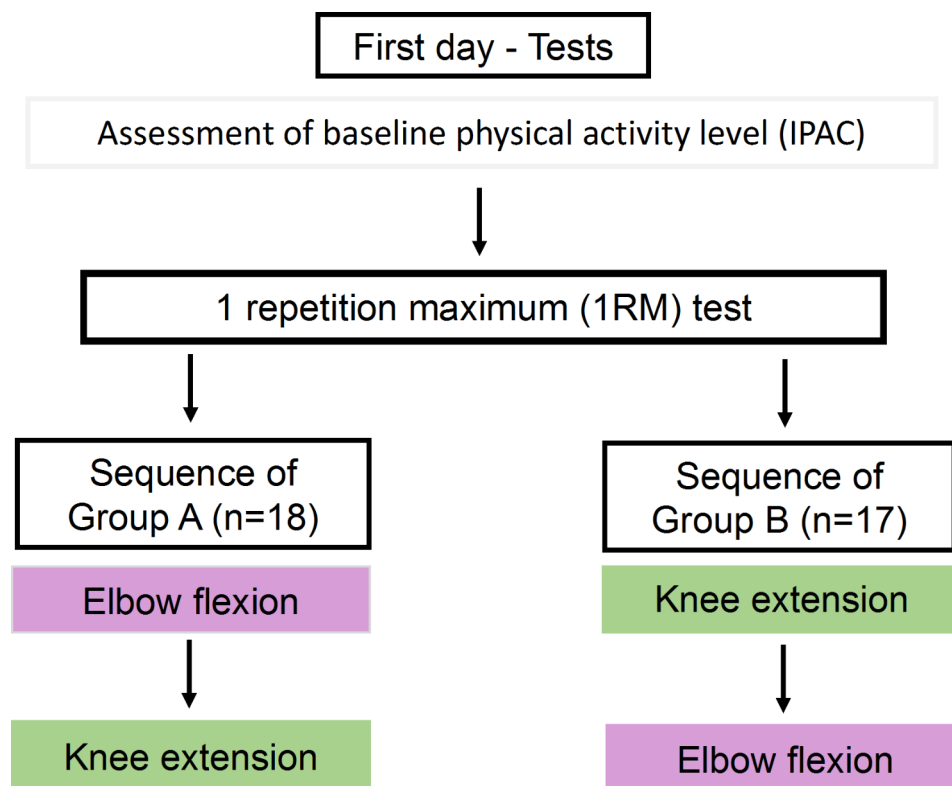 First day - Tests
Assessment of baseline physical activity level (IPAC)
1 repetition maximum (1RM) test
Sequence of
Group A (n=18)
Elbow flexion
Knee extension
Sequence of
Group B (n=17)
Knee extension
Elbow flexion